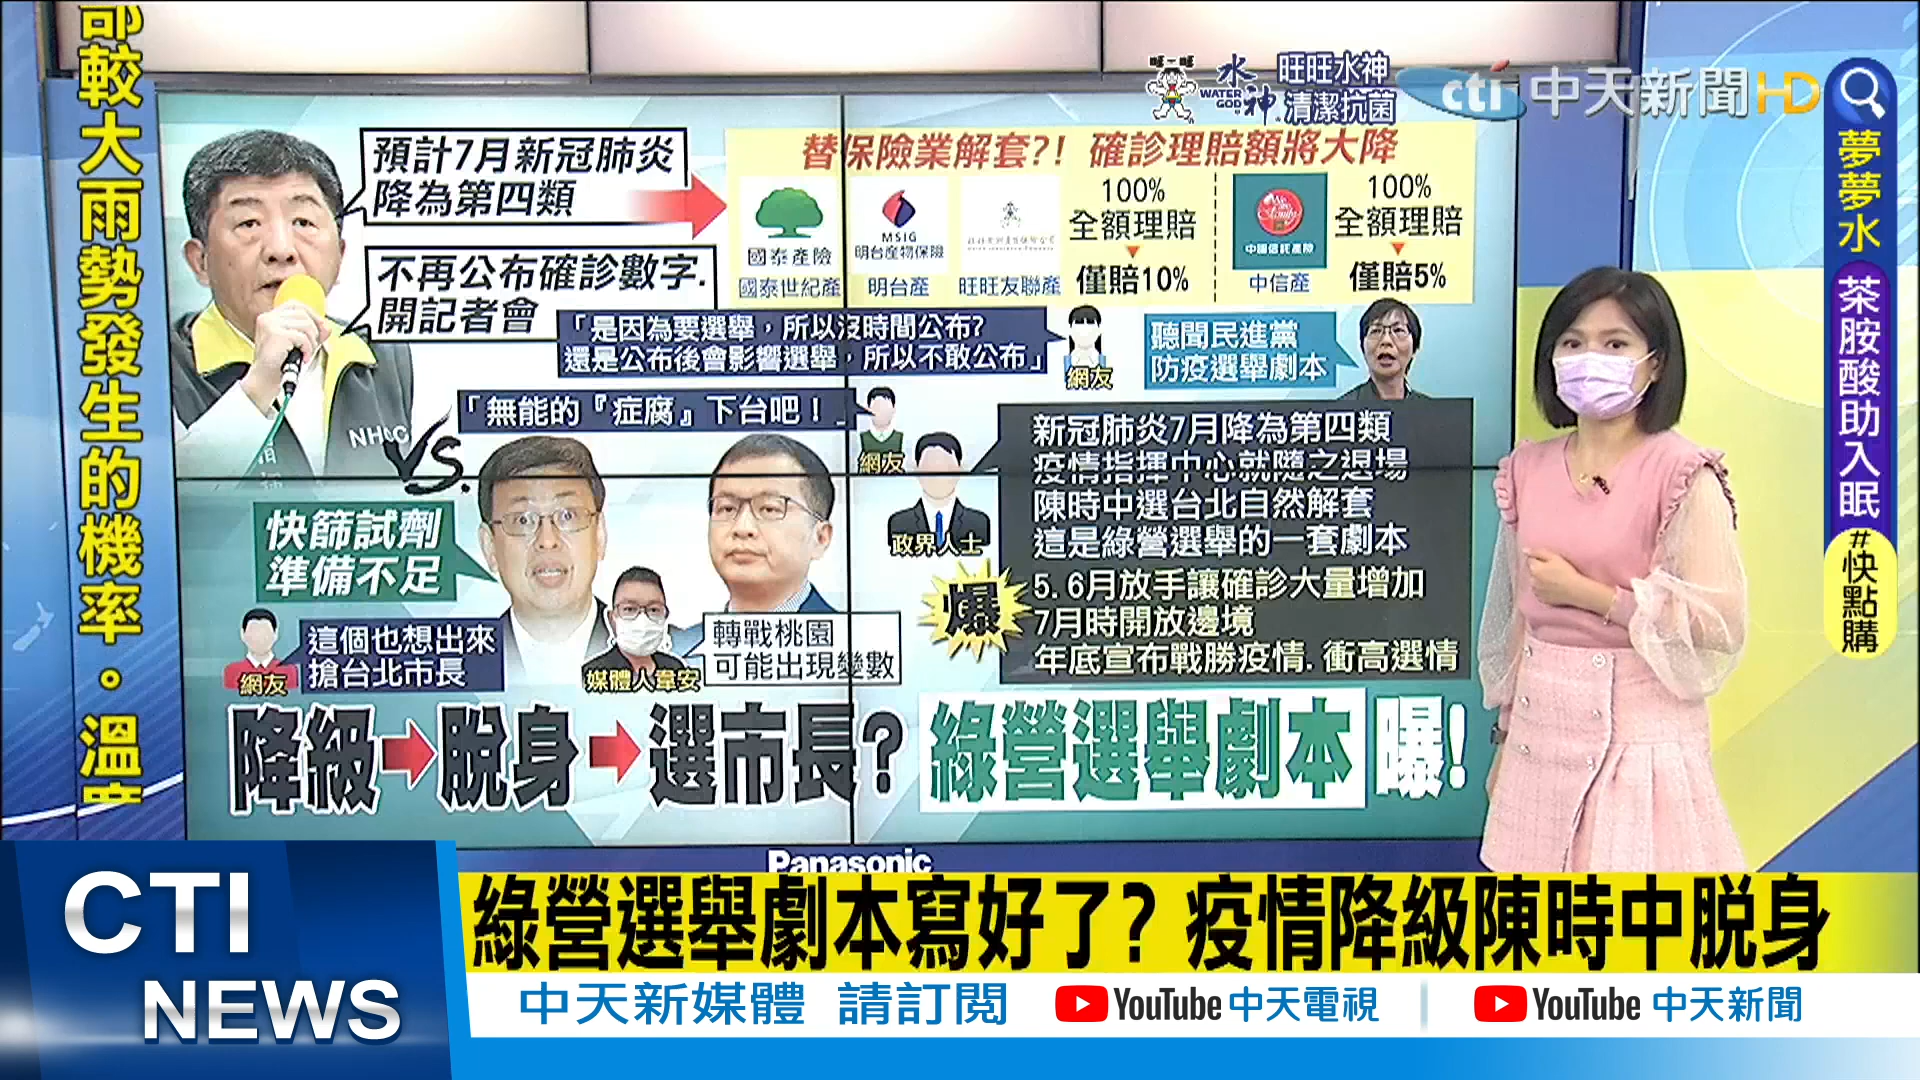 部較大雨勢發生的機率。溫度
旺旺
水神
WATER GOD
旺旺水神
清潔抗菌
cti 中天新聞HD
夢夢水
茶胺酸助入眠
#快點購
預計7月新冠肺炎
降為第四類
不再公布確診數字.
開記者會
替保險業解套?! 確診理賠額將大降
國泰產險
國泰世紀產
MSIG
明台產物保險
明台產
旺旺友聯產
100%
全額理賠
僅賠10%
中國信託產險
中信產
100%
全額理賠
僅賠5%
「是因為要選舉，所以沒時間公布?
還是公布後會影響選舉，所以不敢公布」
網友
聽聞民進黨
防疫選舉劇本
「無能的『症腐』下台吧！」
網友
VS.
政界人士
新冠肺炎7月降為第四類
疫情指揮中心就隨之退場
陳時中選台北自然解套
這是綠營選舉的一套劇本
爆
5.6月放手讓確診大量增加
7月時開放邊境
年底宣布戰勝疫情.衝高選情
快篩試劑
準備不足
這個也想出來
搶台北市長
網友
媒體人韋安
轉戰桃園
可能出現變數
降級→脫身→選市長? 綠營選舉劇本曝!
Panasonic
CTI
NEWS
綠營選舉劇本寫好了? 疫情降級陳時中脫身
中天新媒體 請訂閱 YouTube 中天電視 | YouTube 中天新聞